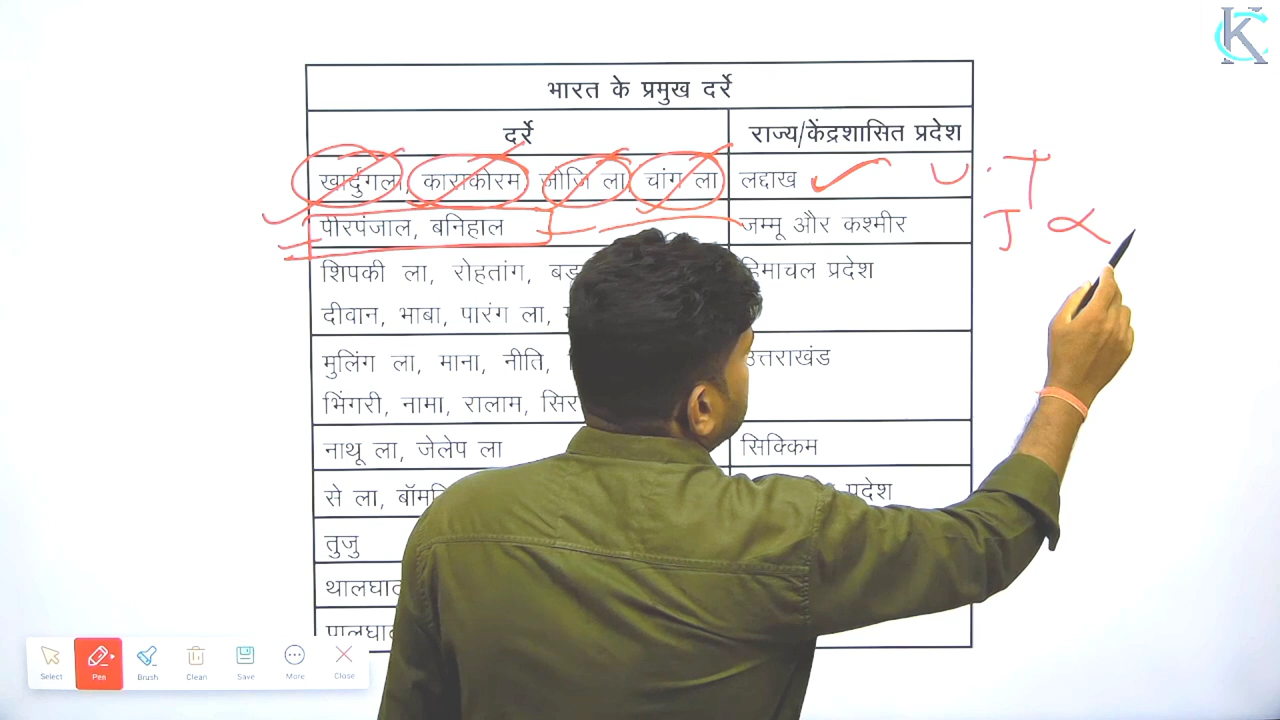 KC
भारत के प्रमुख दर्रे
दर्रे राज्य/केंद्रशासित प्रदेश
खार्दुंगला, काराकोरम, जोजि ला, चांग ला लद्दाख U.T
पीरपंजाल, बनिहाल जम्मू और कश्मीर J &
शिपकी ला, रोहतांग, हिमाचल प्रदेश
दीवान, भाबा, पारंग ला,
मुलिंग ला, माना, नीति, उत्तराखंड
भिंगरी, नामा, रालाम,
नाथू ला, जेलेप ला सिक्किम
से ला, प्रदेश
तुजु
Select Pen Brush Clean Save More Close